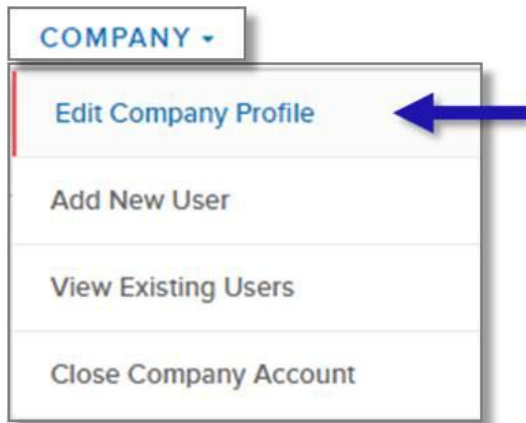 COMPANY
Edit Company Profile
Add New User
View Existing Users
Close Company Account